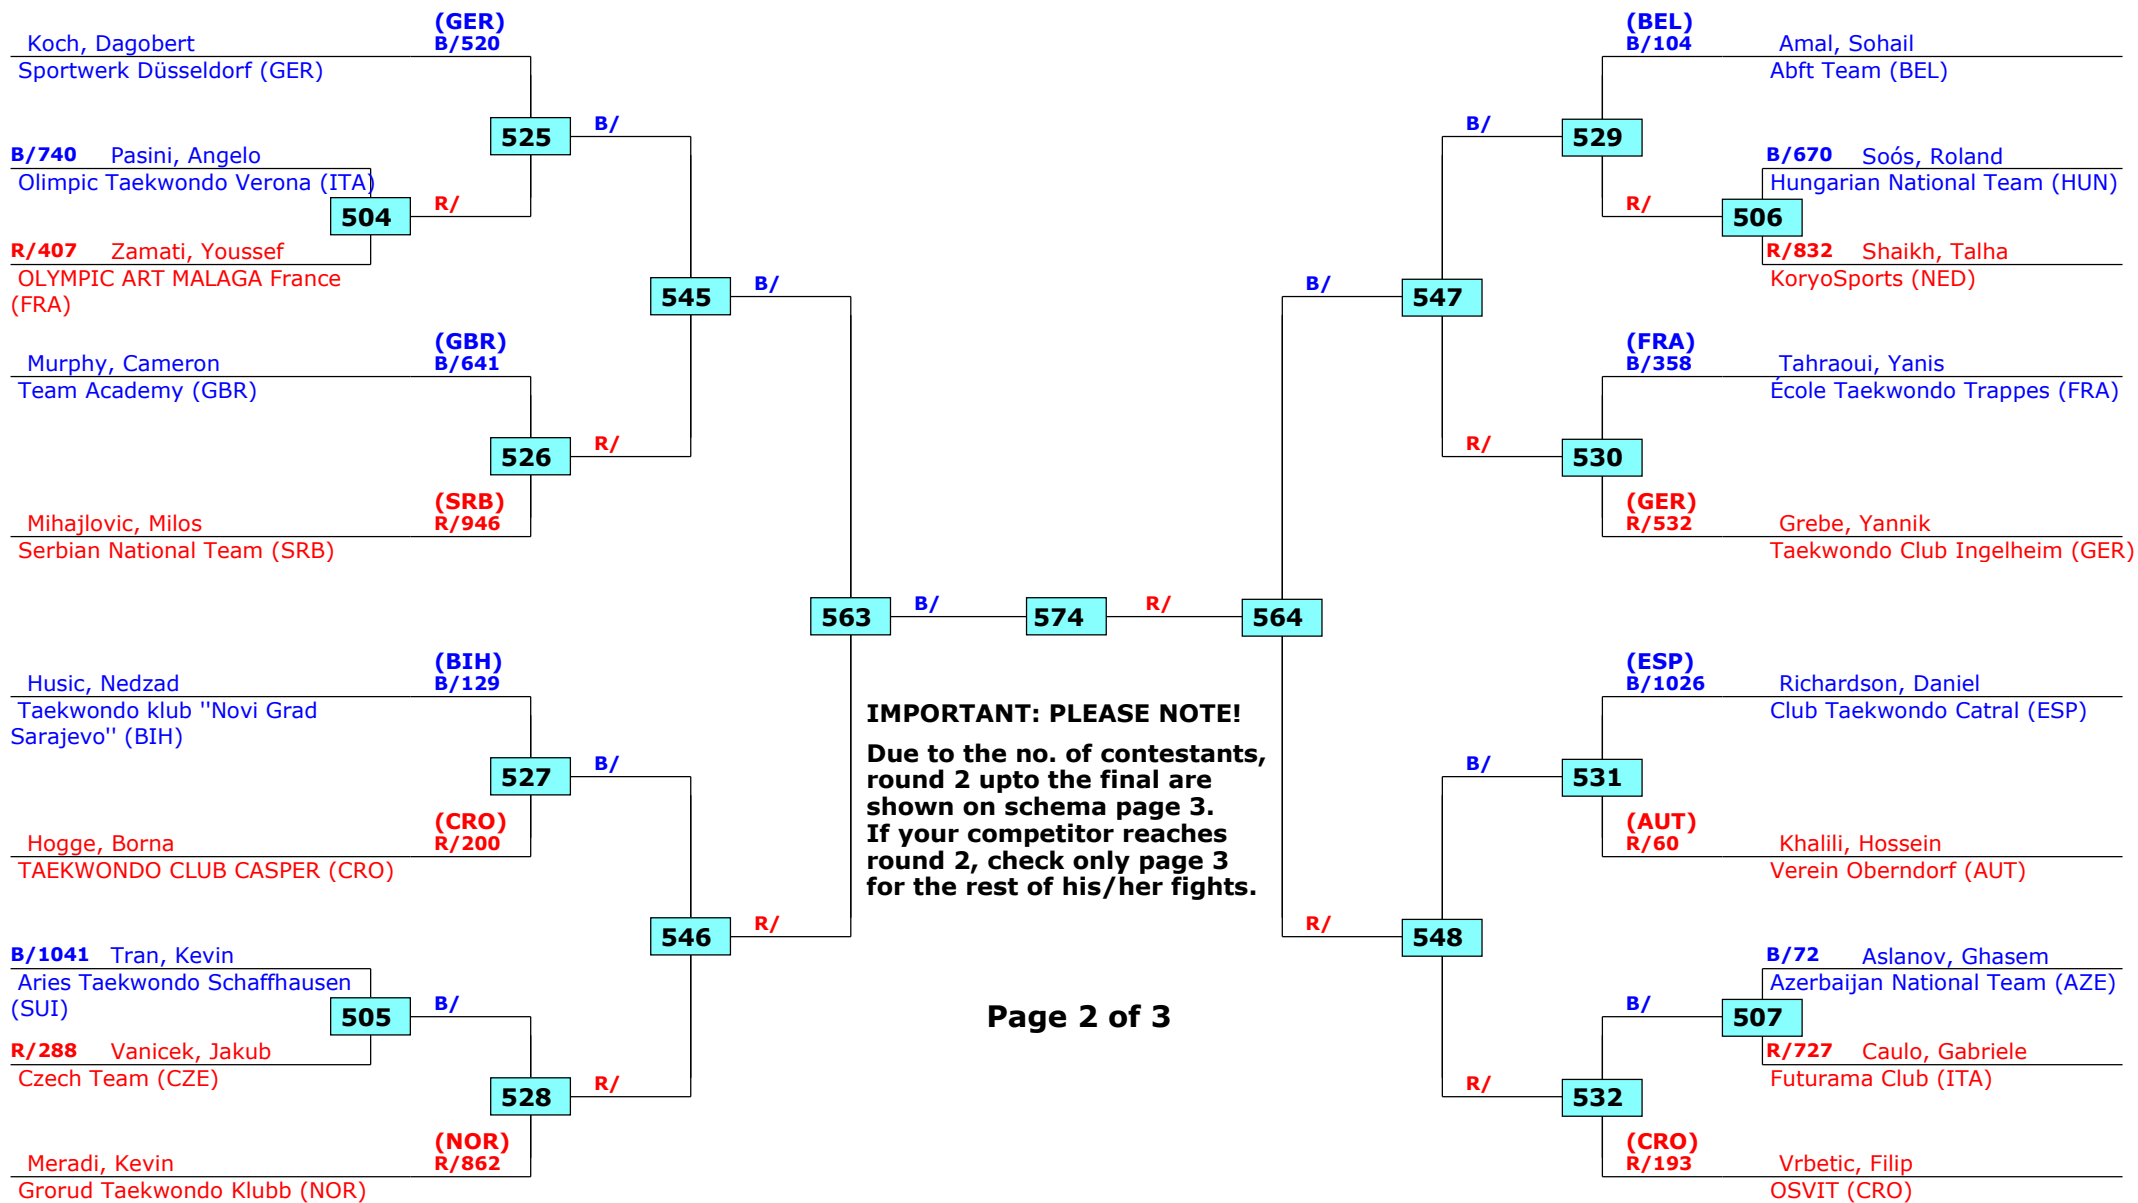 (GER)
Koch, Dagobert B/520
Sportwerk Düsseldorf (GER)
525
B/
B/740 Pasini, Angelo
Olimpic Taekwondo Verona (ITA)
504
R/
R/407 Zamati, Youssef
OLYMPIC ART MALAGA France
(FRA)
545
B/
(GBR)
Murphy, Cameron B/641
Team Academy (GBR)
526
R/
(SRB)
Mihajlovic, Milos R/946
Serbian National Team (SRB)
563
B/
574
R/
564
(BIH)
Husic, Nedzad B/129
Taekwondo klub "Novi Grad
Sarajevo" (BIH)
527
B/
(CRO)
Hogge, Borna R/200
TAEKWONDO CLUB CASPER (CRO)
546
R/
B/1041 Tran, Kevin
Aries Taekwondo Schaffhausen
(SUI)
505
B/
R/288 Vanicek, Jakub
Czech Team (CZE)
528
R/
(NOR)
Meradi, Kevin R/862
Grorud Taekwondo Klubb (NOR)
IMPORTANT: PLEASE NOTE!
Due to the no. of contestants,
round 2 upto the final are
shown on schema page 3.
If your competitor reaches
round 2, check only page 3
for the rest of his/her fights.
Page 2 of 3
(BEL)
B/104 Amal, Sohail
Abft Team (BEL)
B/
529
B/670 Soós, Roland
Hungarian National Team (HUN)
R/
506
R/832 Shaikh, Talha
KoryoSports (NED)
B/
547
(FRA)
B/358 Tahraoui, Yanis
École Taekwondo Trappes (FRA)
R/
530
(GER)
R/532 Grebe, Yannik
Taekwondo Club Ingelheim (GER)
(ESP)
B/1026 Richardson, Daniel
Club Taekwondo Catral (ESP)
B/
531
(AUT)
R/60 Khalili, Hossein
Verein Oberndorf (AUT)
R/
548
B/72 Aslanov, Ghasem
Azerbaijan National Team (AZE)
B/
507
R/727 Caulo, Gabriele
Futurama Club (ITA)
R/
532
(CRO)
R/193 Vrbetic, Filip
OSVIT (CRO)